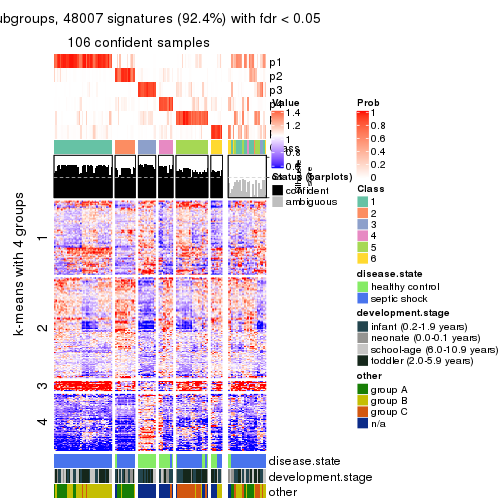 subgroups, 48007 signatures (92.4%) with fdr < 0.05
106 confident samples
p1
p2
p3
Value
1.4
1.2
1
0.8
0.6
Status (barplots)
confident
ambiguous
Prob
1
0.8
0.6
0.4
0.2
0
Class
1
2
3
4
5
6
disease.state
healthy control
septic shock
development.stage
infant (0.2-1.9 years)
neonate (0.0-0.1 years)
school-age (6.0-10.9 years)
toddler (2.0-5.9 years)
other
group A
group B
group C
n/a
k-means with 4 groups
1
2
3
4
disease.state
development.stage
other